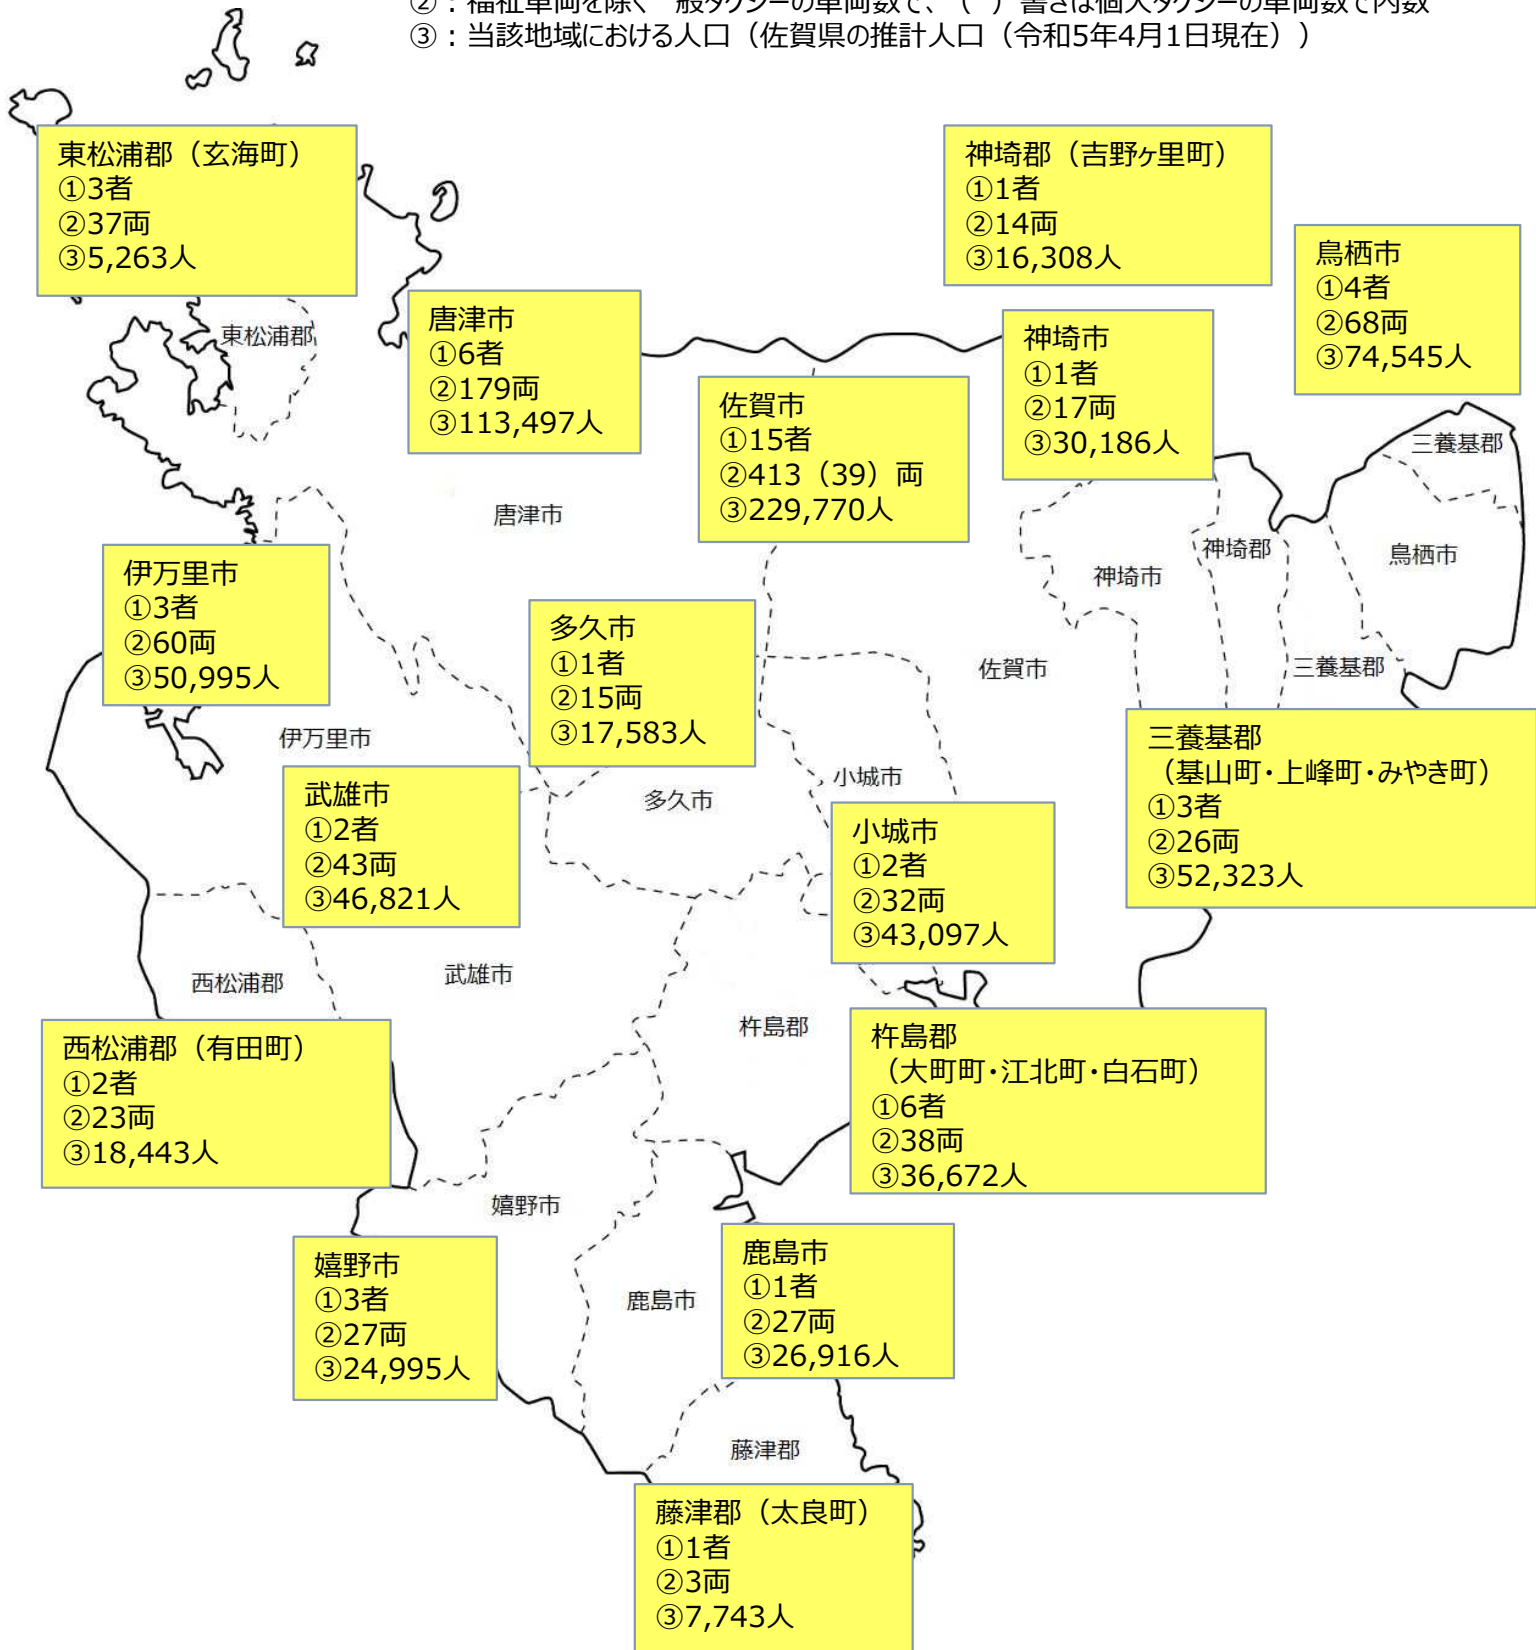 ②：福祉車両を除く一般タクシーの車両数で、（ ）書きは個人タクシーの車両数で内数
③：当該地域における人口（佐賀県の推計人口（令和5年4月1日現在））
東松浦郡（玄海町）
①3者
②37両
③5,263人
神埼郡（吉野ヶ里町）
①1者
②14両
③16,308人
鳥栖市
①4者
②68両
③74,545人
唐津市
①6者
②179両
③113,497人
神埼市
①1者
②17両
③30,186人
東松浦郡
佐賀市
①15者
②413（39）両
③229,770人
三養基郡
唐津市
神埼郡
鳥栖市
神埼市
伊万里市
①3者
②60両
③50,995人
多久市
①1者
②15両
③17,583人
佐賀市
三養基郡
伊万里市
三養基郡
（基山町・上峰町・みやき町）
①3者
②26両
③52,323人
小城市
多久市
武雄市
①2者
②43両
③46,821人
小城市
①2者
②32両
③43,097人
西松浦郡
武雄市
杵島郡
西松浦郡（有田町）
①2者
②23両
③18,443人
杵島郡
（大町町・江北町・白石町）
①6者
②38両
③36,672人
嬉野市
嬉野市
①3者
②27両
③24,995人
鹿島市
鹿島市
①1者
②27両
③26,916人
藤津郡
藤津郡（太良町）
①1者
②3両
③7,743人